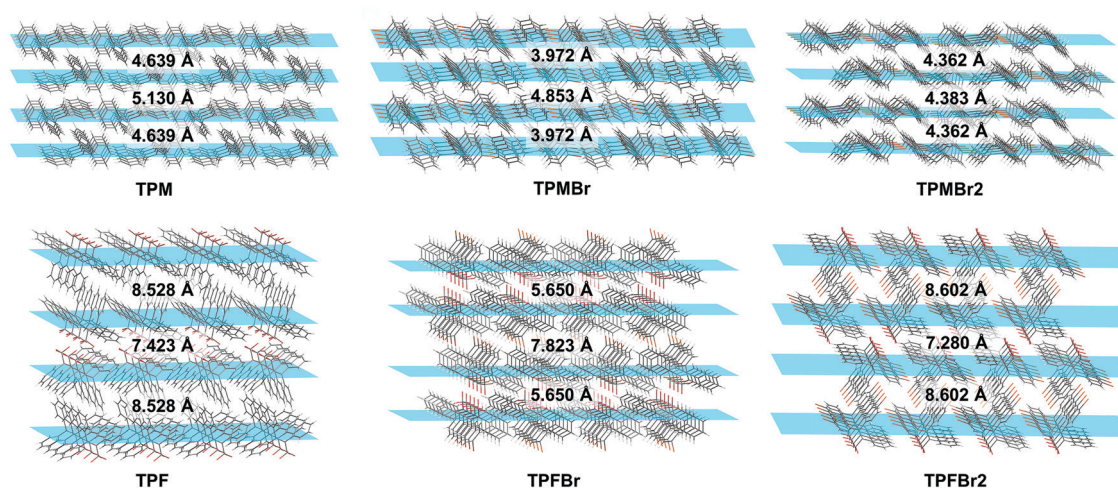 4.639 Å
5.130 Å
4.639 Å
TPM
3.972 Å
4.853 Å
3.972 Å
TPMBr
4.362 Å
4.383 Å
4.362 Å
TPMBr2
8.528 Å
7.423 Å
8.528 Å
TPF
5.650 Å
7.823 Å
5.650 Å
TPFBr
8.602 Å
7.280 Å
8.602 Å
TPFBr2